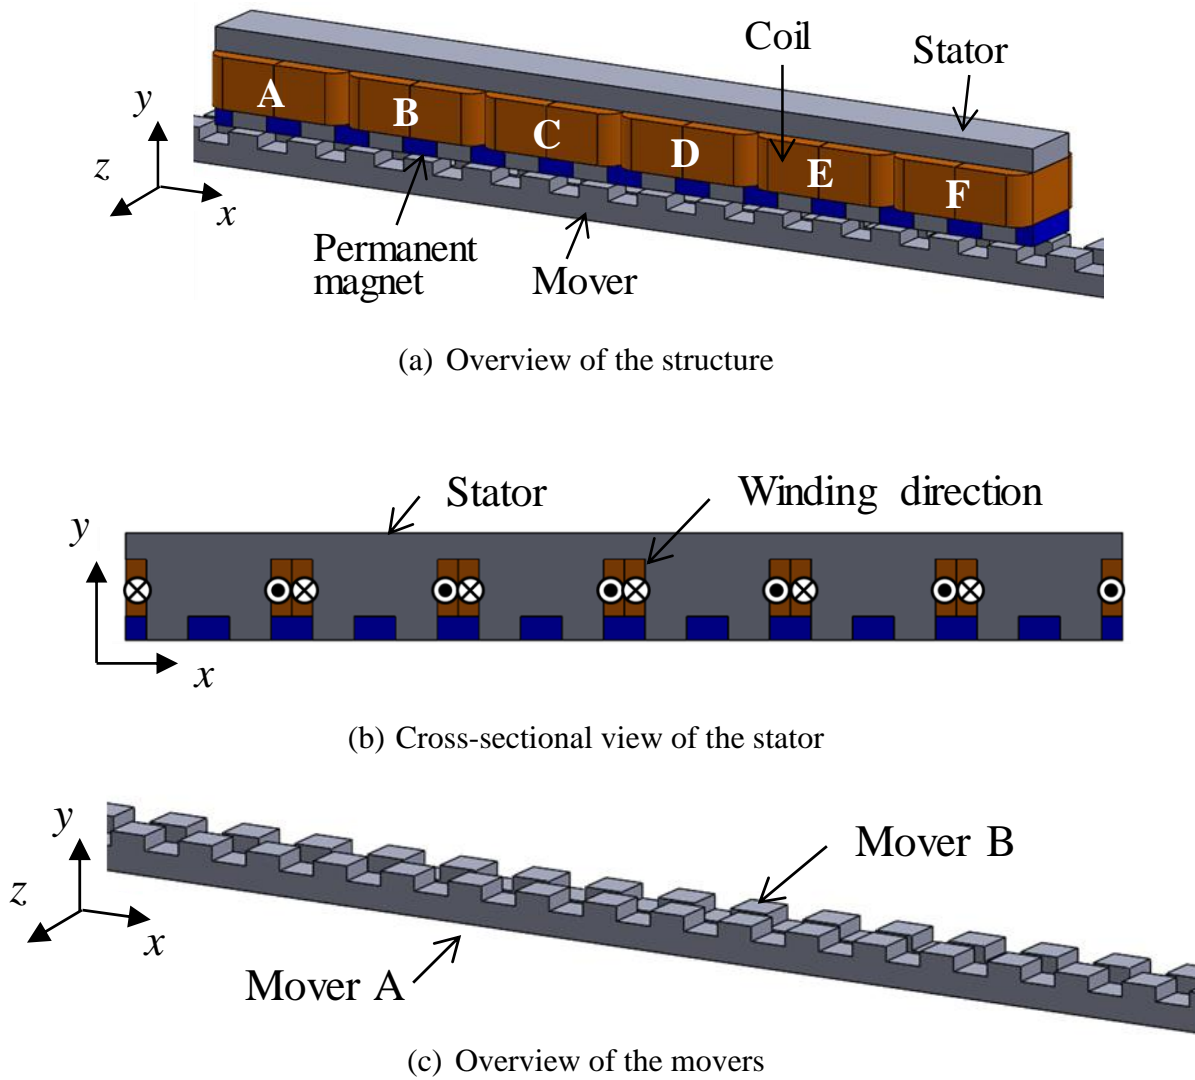 Coil
Stator
y
z
x
A
B
C
D
E
F
Permanent
magnet
Mover
(a) Overview of the structure
Stator
Winding direction
y
x
(b) Cross-sectional view of the stator
Mover B
y
z
x
Mover A
(c) Overview of the movers